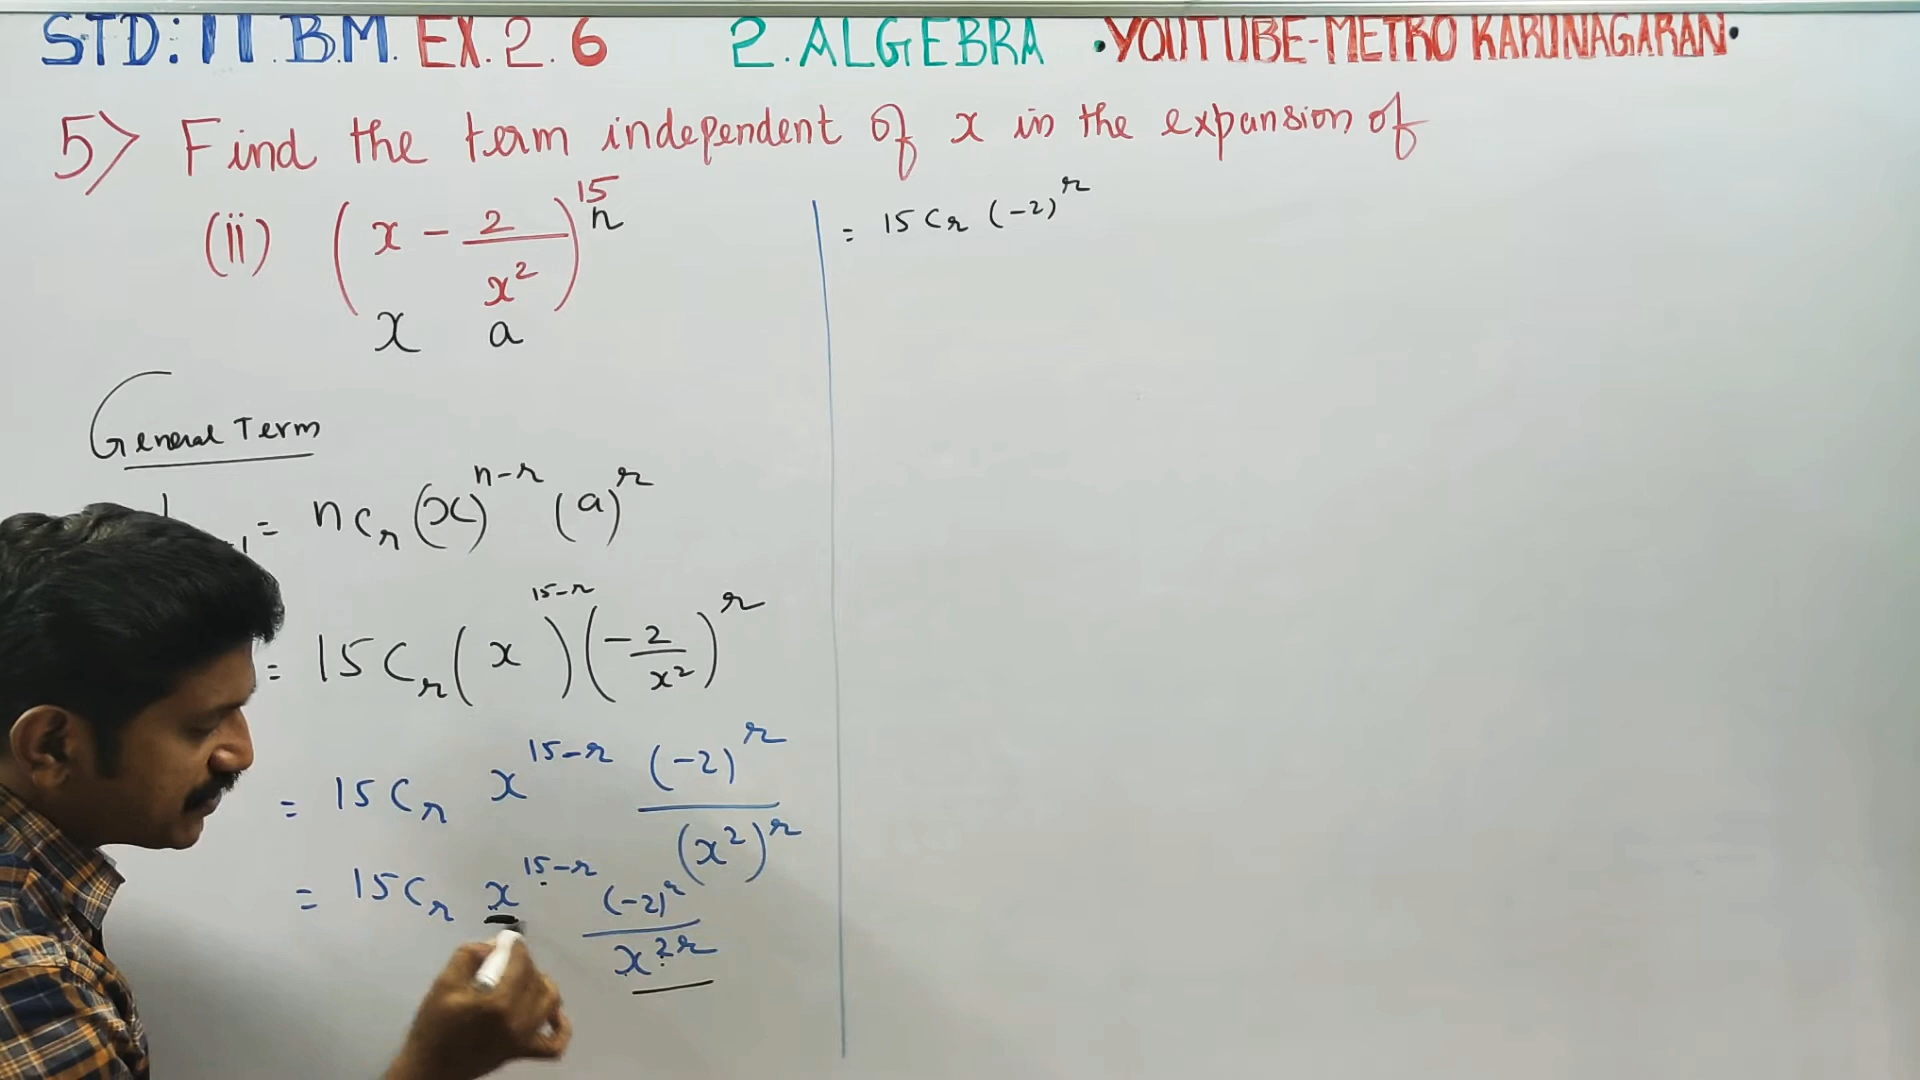 STD: 11. B.M. EX. 2. 6 2. ALGEBRA •YOUTUBE-METRO KARUNAGARAN•
5) Find the term independent of x in the expansion of
(ii) ( x - 2 / x² )¹⁵ n
x a
General Term
= nCr (x)^n-r (a)^r
= 15Cr ( x^15-r ) ( -2 / x² )^r
= 15Cr x^15-r (-2)^r / (x²)^r
= 15Cr x^15-r (-2)^r / x^2r
= 15Cr (-2)^r